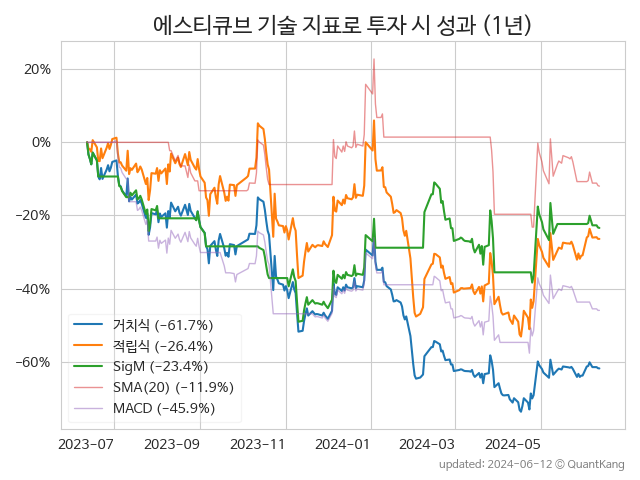 에스티큐브 기술 지표로 투자 시 성과 (1년)
20%
0%
−20%
−40%
−60%
거치식 (−61.7%)
적립식 (−26.4%)
SigM (−23.4%)
SMA(20) (−11.9%)
MACD (−45.9%)
2023−07 2023−09 2023−11 2024−01 2024−03 2024−05
updated: 2024−06−12 © QuantKang